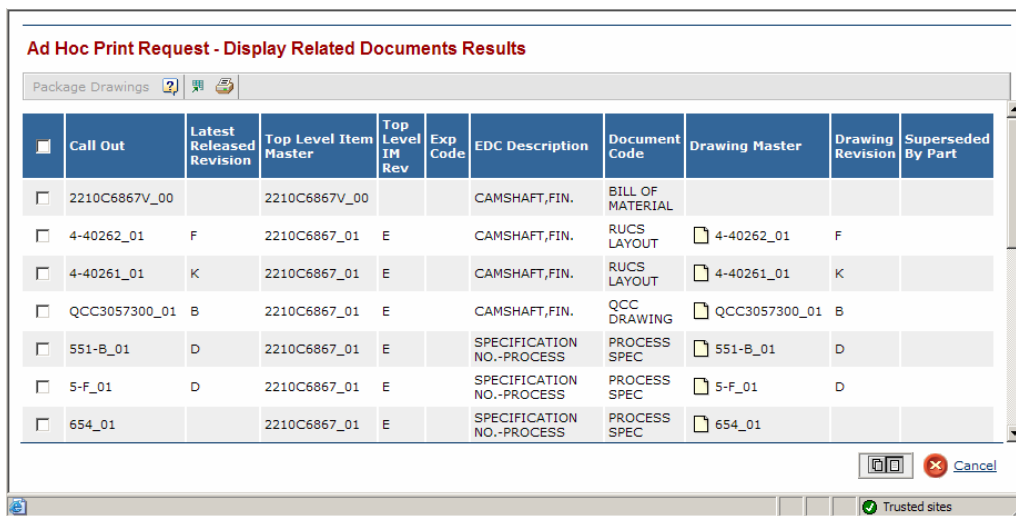 Ad Hoc Print Request - Display Related Documents Results
Package Drawings
Call Out Latest Released Revision Top Level Item Master Top Level IM Rev Exp Code EDC Description Document Code Drawing Master Drawing Revision Superseded By Part
2210C6867V_00 2210C6867V_00 CAMSHAFT,FIN. BILL OF MATERIAL
4-40262_01 F 2210C6867_01 E CAMSHAFT,FIN. RUCS LAYOUT 4-40262_01 F
4-40261_01 K 2210C6867_01 E CAMSHAFT,FIN. RUCS LAYOUT 4-40261_01 K
QCC3057300_01 B 2210C6867_01 E CAMSHAFT,FIN. QCC DRAWING QCC3057300_01 B
551-B_01 D 2210C6867_01 E SPECIFICATION NO.-PROCESS PROCESS SPEC 551-B_01 D
5-F_01 D 2210C6867_01 E SPECIFICATION NO.-PROCESS PROCESS SPEC 5-F_01 D
654_01 2210C6867_01 E SPECIFICATION NO.-PROCESS PROCESS SPEC 654_01
Cancel
Trusted sites